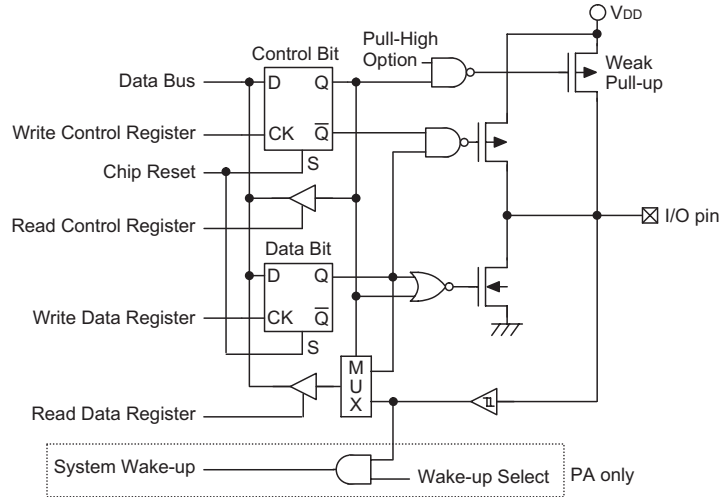 VDD
Control Bit
Pull-High
Option
Weak
Pull-up
Data Bus
D
Q
Write Control Register
CK
Q
Chip Reset
S
I/O pin
Read Control Register
Data Bit
D
Q
Write Data Register
CK
Q
S
M
U
X
Read Data Register
System Wake-up
Wake-up Select
PA only